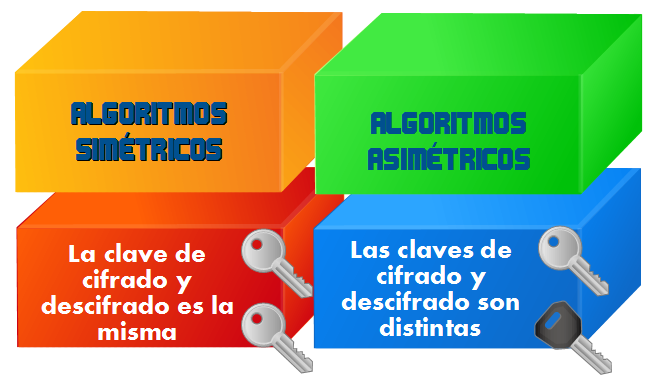 ALGORITMOS
SIMÉTRICOS
ALGORITMOS
ASIMÉTRICOS
La clave de
cifrado y
descifrado es la
misma
Las claves de
cifrado y
descifrado son
distintas